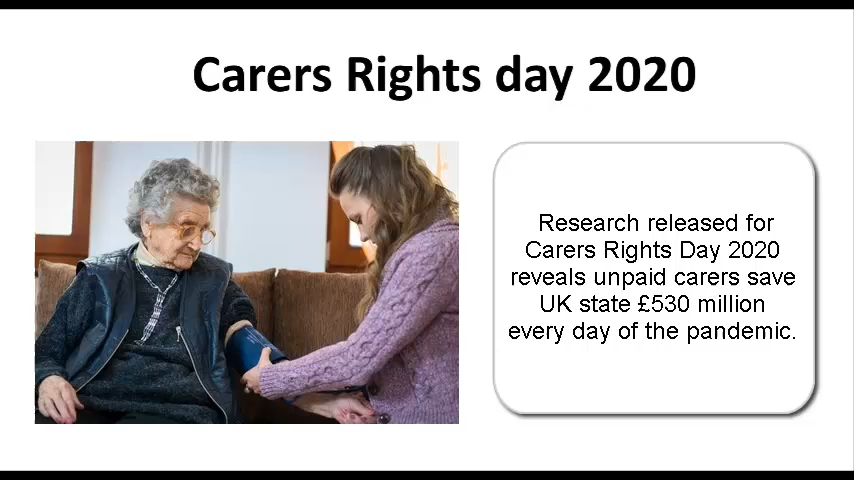 Carers Rights day 2020
Research released for
Carers Rights Day 2020
reveals unpaid carers save
UK state £530 million
every day of the pandemic.